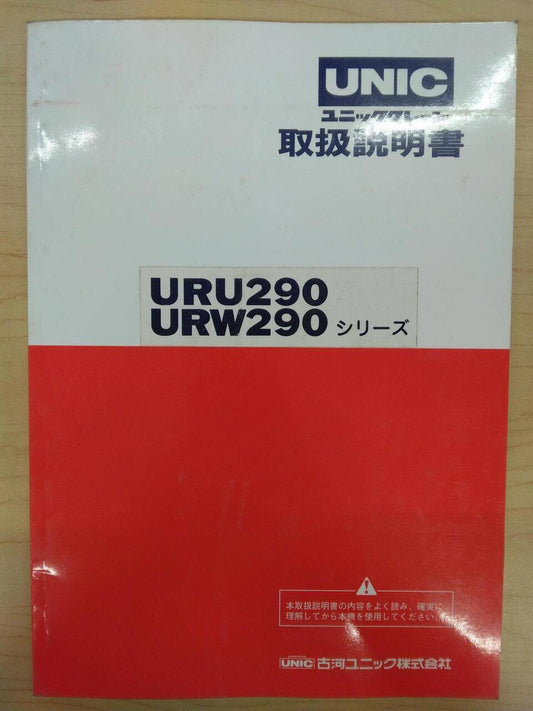 UNIC
ユニッククレーン
取扱説明書
URU290
URW290 シリーズ
本取扱説明書の内容をよく読み、確実に
理解してから本機を使用してください。
UNIC 古河ユニック株式会社